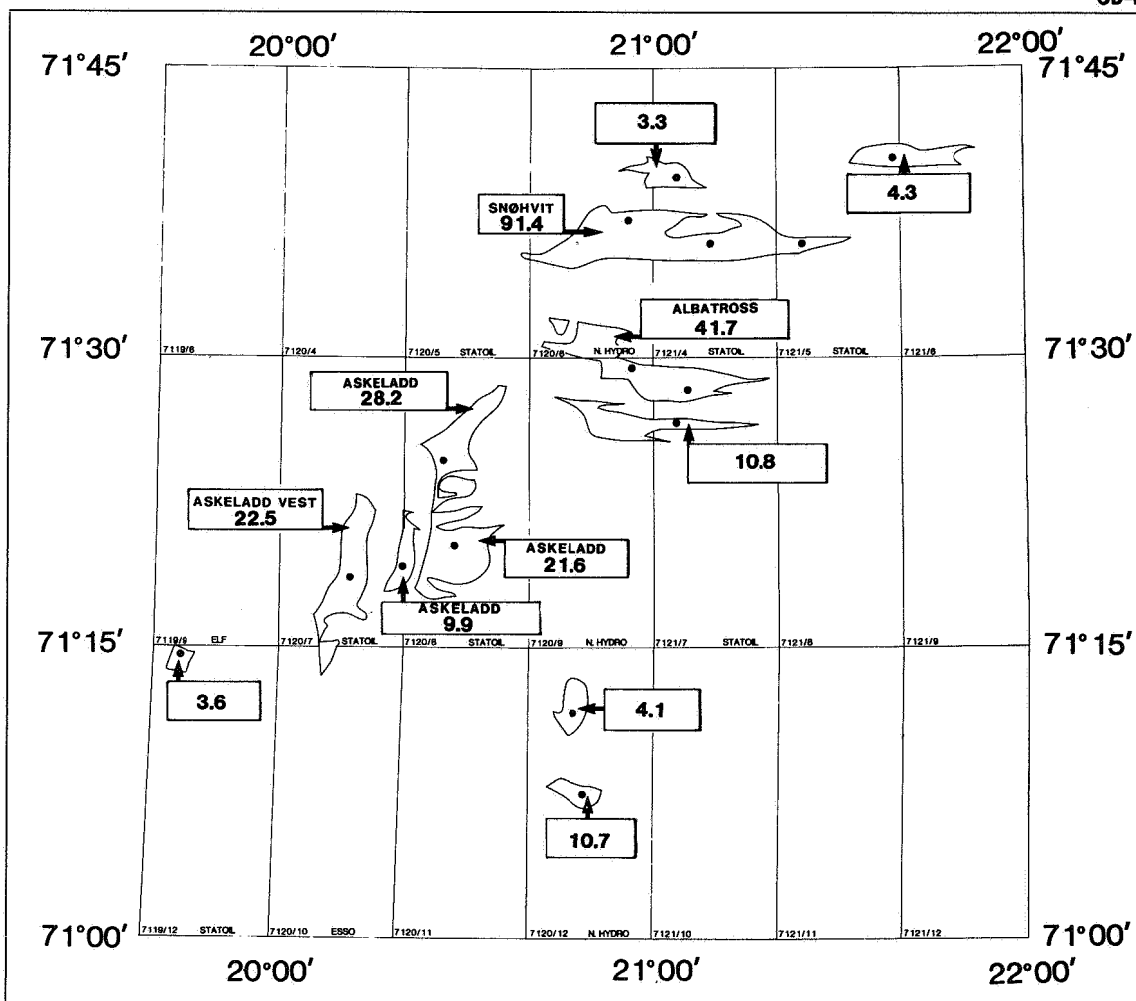 20°00′ 21°00′ 22°00′
71°45′ 71°45′
3.3
4.3
SNØHVIT
91.4
ALBATROSS
41.7
71°30′ 71°30′
7119/6 7120/4 7120/5 STATOIL 7120/6 N. HYDRO 7121/4 STATOIL 7121/5 STATOIL 7121/6
ASKELADD
28.2
10.8
ASKELADD VEST
22.5
ASKELADD
21.6
ASKELADD
9.9
71°15′ 71°15′
7119/9 ELF 7120/7 STATOIL 7120/8 STATOIL 7120/9 N. HYDRO 7121/7 STATOIL 7121/8 7121/9
3.6
4.1
10.7
71°00′ 71°00′
7119/12 STATOIL 7120/10 ESSO 7120/11 7120/12 N. HYDRO 7121/10 7121/11 7121/12
20°00′ 21°00′ 22°00′